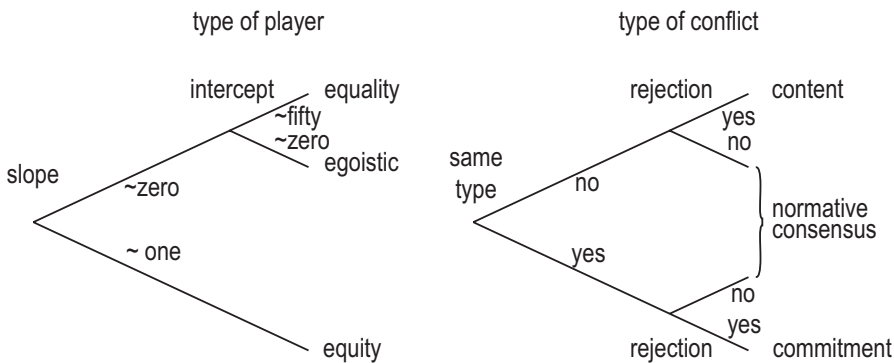 type of player
intercept
equality
~fifty
~zero
egoistic
slope
~zero
~ one
equity
type of conflict
rejection
content
yes
no
same
type
no
normative
consensus
yes
no
yes
rejection
commitment